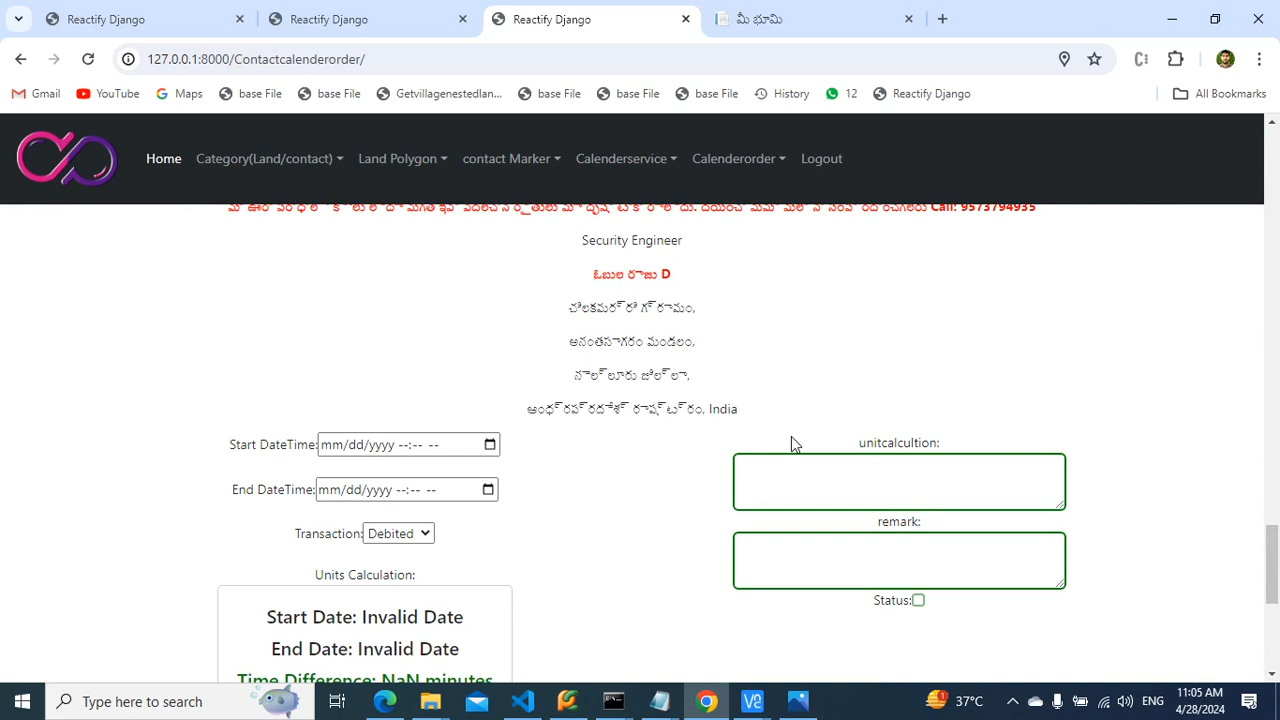 Reactify Django
Reactify Django
Reactify Django
మీ భూమి
127.0.0.1:8000/Contactcalenderorder/
Gmail
YouTube
Maps
base File
base File
Getvillagenestedlan...
base File
base File
base File
History
12
Reactify Django
All Bookmarks
Home
Category(Land/contact)
Land Polygon
contact Marker
Calenderservice
Calenderorder
Logout
Call: 9573794935
Security Engineer
ఓబుల రాజు D
చిలకమర్రి గ్రామం,
అనంతసాగరం మండలం,
నెల్లూరు జిల్లా,
ఆంధ్రప్రదేశ్ రాష్ట్రం, India
Start DateTime:
mm/dd/yyyy --:-- --
unitcalcultion:
End DateTime:
mm/dd/yyyy --:-- --
remark:
Transaction:
Debited
Units Calculation:
Status:
Start Date: Invalid Date
End Date: Invalid Date
Time Difference: NaN minutes
Type here to search
37°C
ENG
11:05 AM
4/28/2024